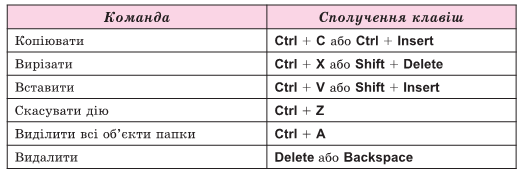 Команда Сполучення клавіш
Копіювати Ctrl + C або Ctrl + Insert
Вирізати Ctrl + X або Shift + Delete
Вставити Ctrl + V або Shift + Insert
Скасувати дію Ctrl + Z
Виділити всі об’єкти папки Ctrl + A
Видалити Delete або Backspace